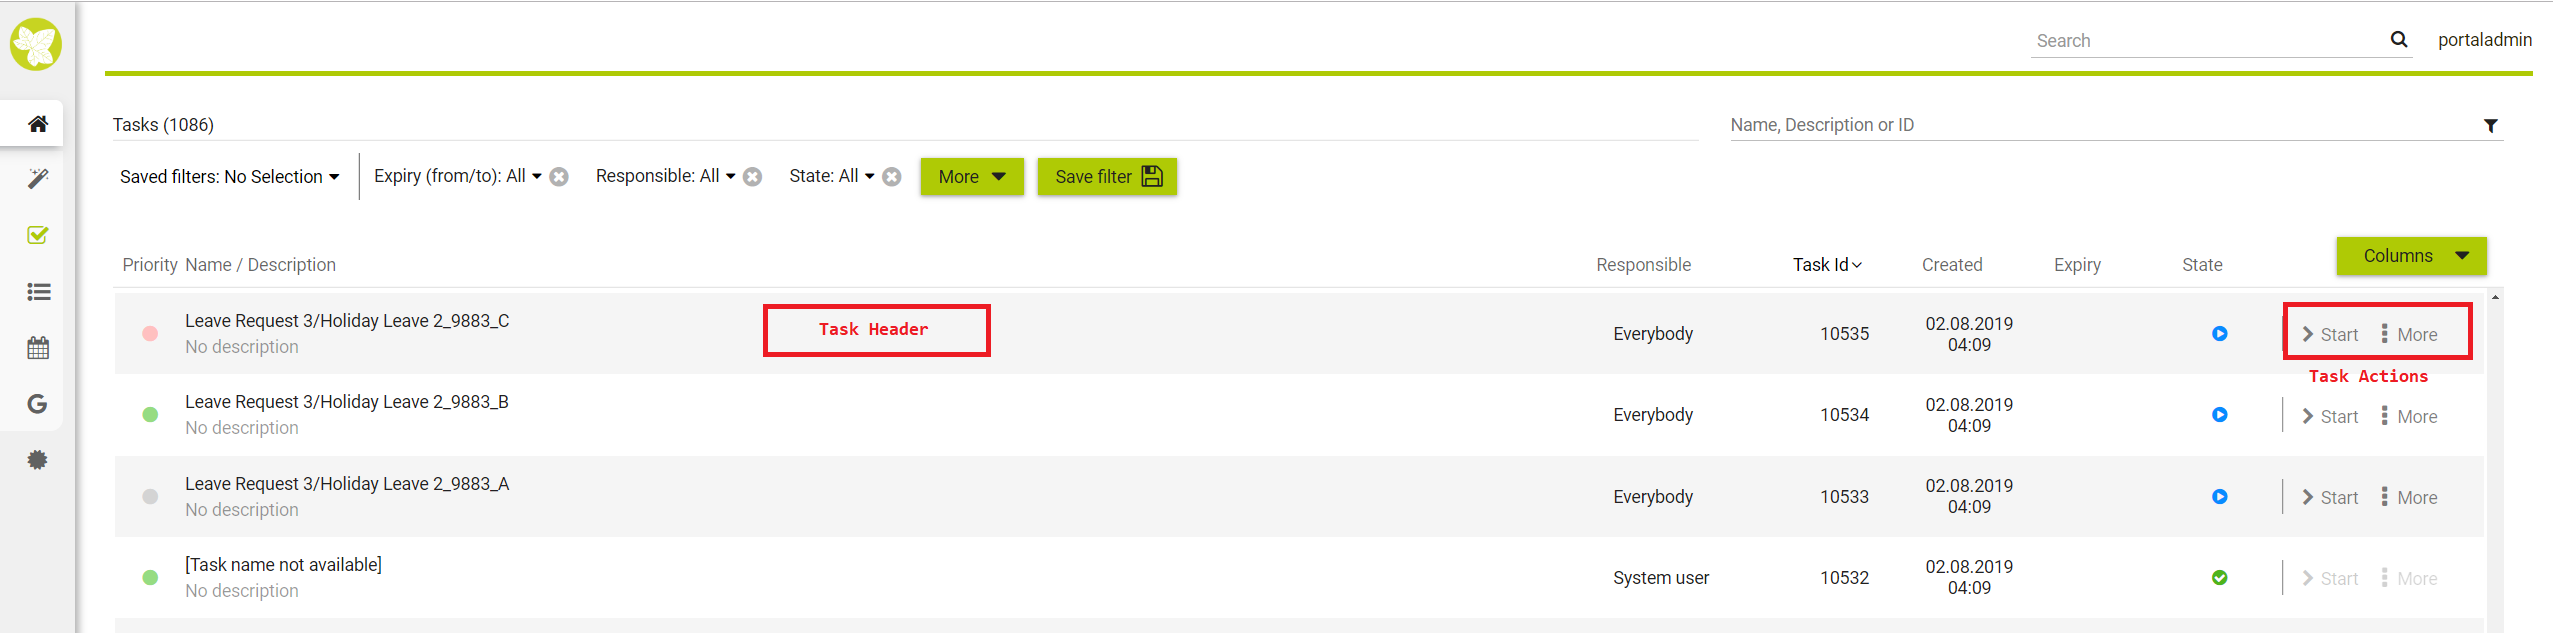 Search portaladmin
Tasks (1086) Name, Description or ID
Saved filters: No Selection Expiry (from/to): All Responsible: All State: All More Save filter
Columns
Priority Name / Description Responsible Task Id Created Expiry State
Leave Request 3/Holiday Leave 2_9883_C
No description
Task Header
Everybody 10535 02.08.2019
04:09
Start More
Task Actions
Leave Request 3/Holiday Leave 2_9883_B
No description
Everybody 10534 02.08.2019
04:09
Start More
Leave Request 3/Holiday Leave 2_9883_A
No description
Everybody 10533 02.08.2019
04:09
Start More
[Task name not available]
No description
System user 10532 02.08.2019
04:09
Start More
G